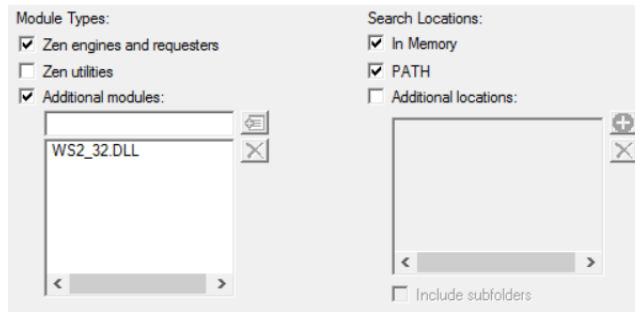 Module Types:
Zen engines and requesters
Zen utilities
Additional modules:
WS2_32.DLL
Search Locations:
In Memory
PATH
Additional locations:
Include subfolders